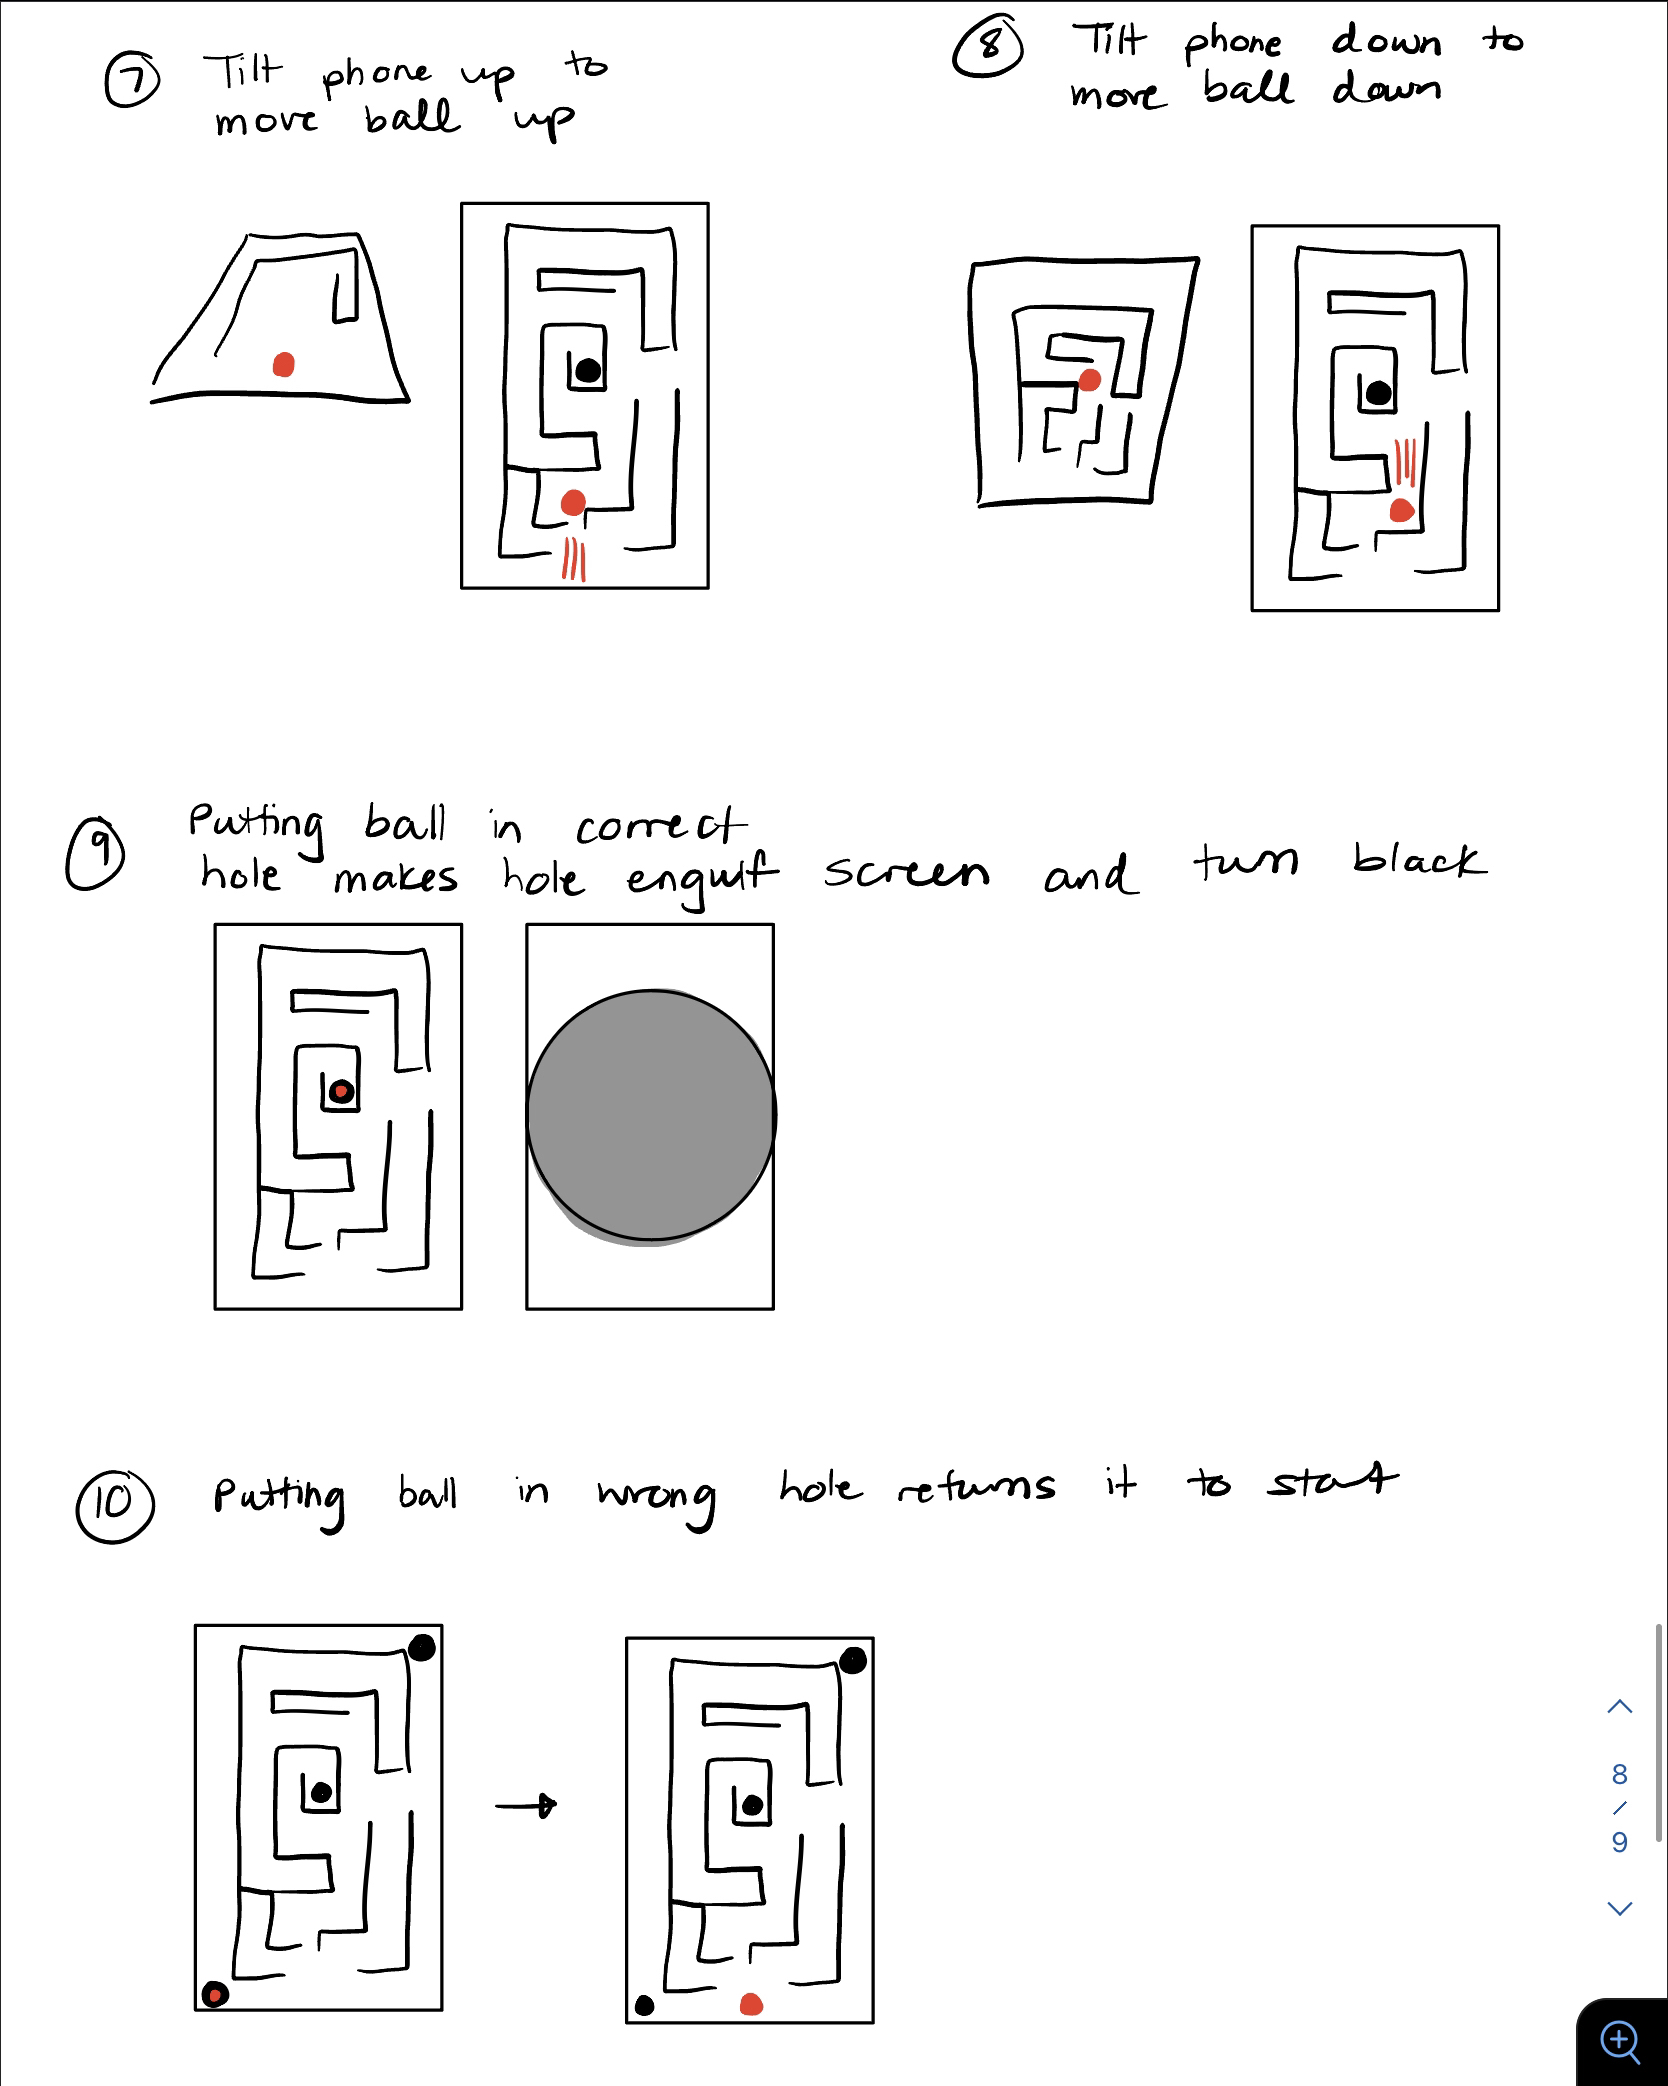 7 Tilt phone up to
move ball up
8 Tilt phone down to
move ball down
9 Putting ball in correct
hole makes hole engulf screen and turn black
10 Putting ball in wrong hole returns it to start
8
/
9